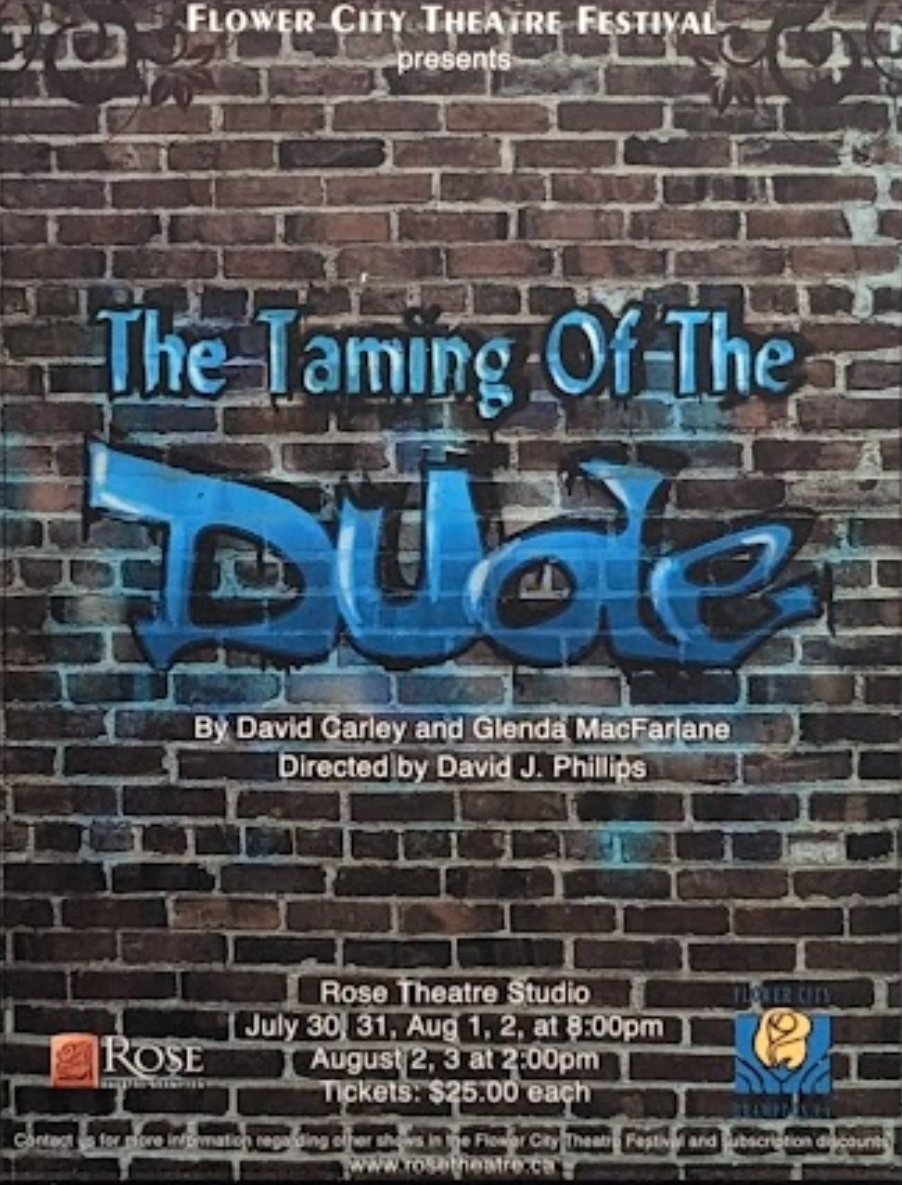 FLOWER CITY THEATRE FESTIVAL
presents
The Taming Of The
Dude
By David Carley and Glenda MacFarlane
Directed by David J. Phillips
Rose Theatre Studio
July 30, 31, Aug 1, 2, at 8:00pm
August 2, 3 at 2:00pm
Tickets: $25.00 each
ROSE
FLOWER CITY
Contact us for more information regarding other shows in the Flower City Theatre Festival and subscription discounts
www.rosetheatre.ca